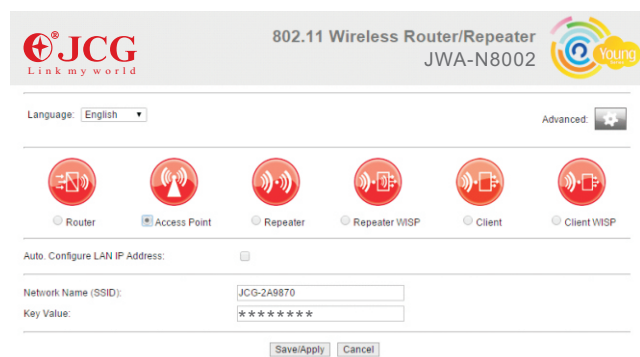 JCG®
Link my world
802.11 Wireless Router/Repeater
JWA-N8002
Young
Language: English
Advanced:
Router Access Point Repeater Repeater WISP Client Client WISP
Auto. Configure LAN IP Address:
Network Name (SSID): JCG-2A9870
Key Value: ********
Save/Apply Cancel